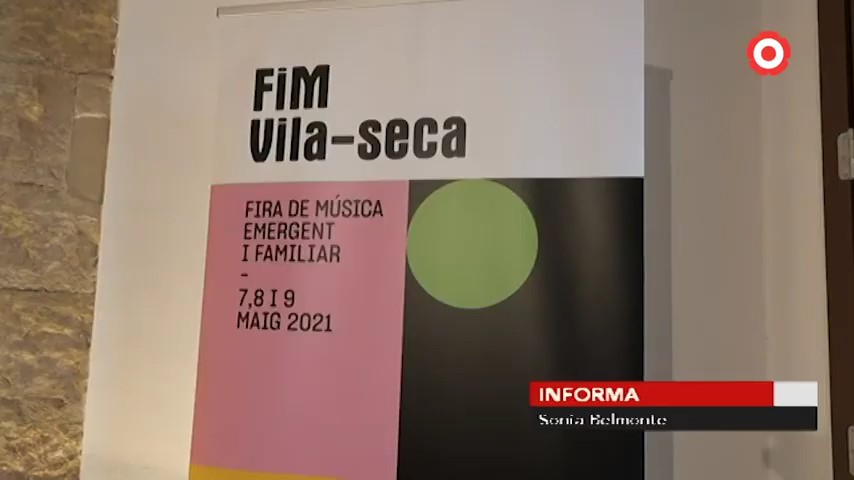 FiM
Vila-seca
FIRA DE MÚSICA
EMERGENT
I FAMILIAR
-
7,8 I 9
MAIG 2021
INFORMA
Sonia Belmonte